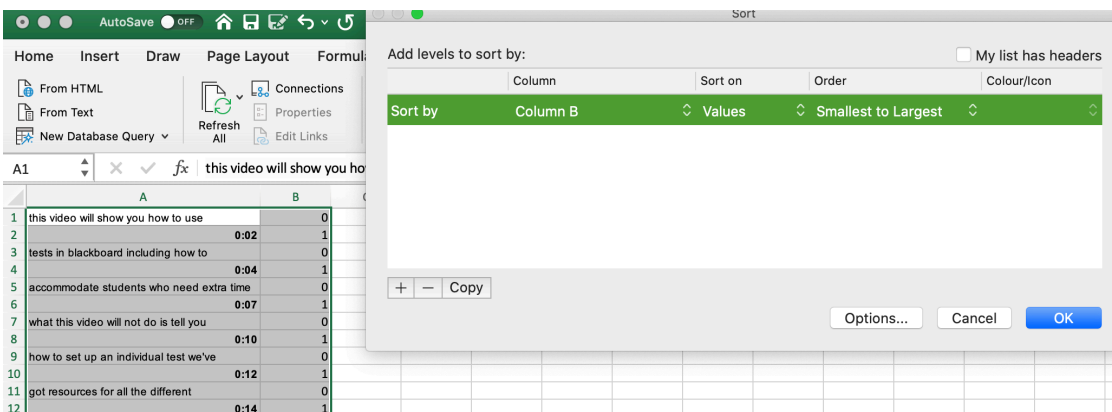 AutoSave OFF
Sort
Home Insert Draw Page Layout Formul
From HTML
From Text
New Database Query
Refresh
All
Connections
Properties
Edit Links
A1 fx this video will show you ho
A B C
1 this video will show you how to use 0
2 0:02 1
3 tests in blackboard including how to 0
4 0:04 1
5 accommodate students who need extra time 0
6 0:07 1
7 what this video will not do is tell you 0
8 0:10 1
9 how to set up an individual test we've 0
10 0:12 1
11 got resources for all the different 0
12 0:14 1
Add levels to sort by:
My list has headers
Column Sort on Order Colour/Icon
Sort by Column B Values Smallest to Largest
+ − Copy
Options... Cancel OK